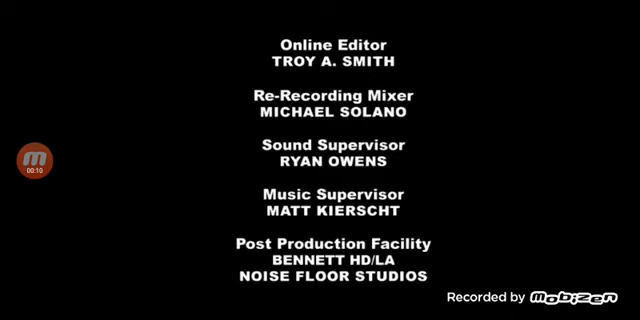 Online Editor
TROY A. SMITH
Re-Recording Mixer
MICHAEL SOLANO
Sound Supervisor
RYAN OWENS
Music Supervisor
MATT KIERSCHT
Post Production Facility
BENNETT HD/LA
NOISE FLOOR STUDIOS
00:10
Recorded by mobizen